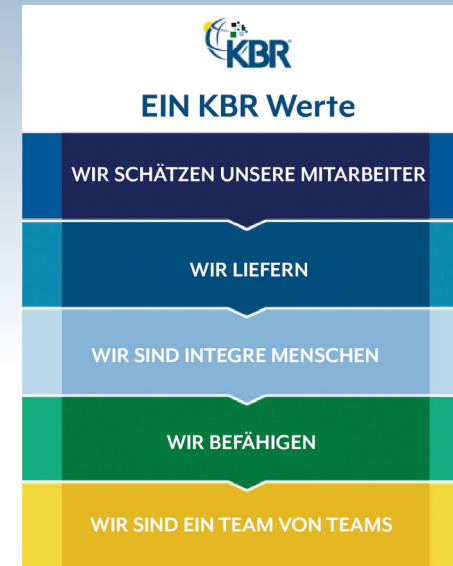 KBR
EIN KBR Werte
WIR SCHÄTZEN UNSERE MITARBEITER
WIR LIEFERN
WIR SIND INTEGRE MENSCHEN
WIR BEFÄHIGEN
WIR SIND EIN TEAM VON TEAMS